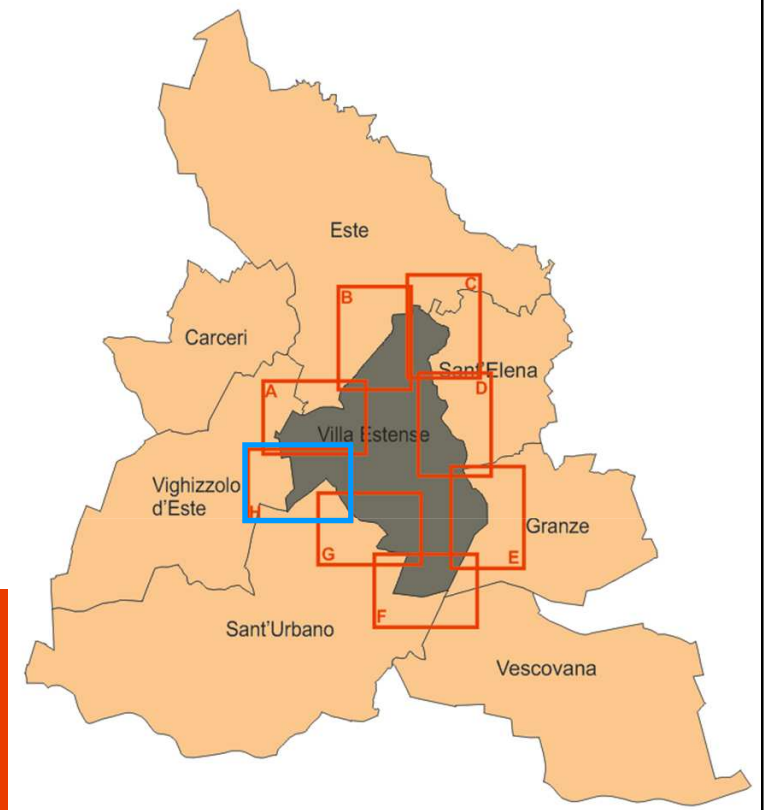 Este
C
B
Carceri
Sant'Elena
D
A
Villa Estense
Vighizzolo
d'Este
H
Granze
G
E
F
Sant'Urbano
Vescovana